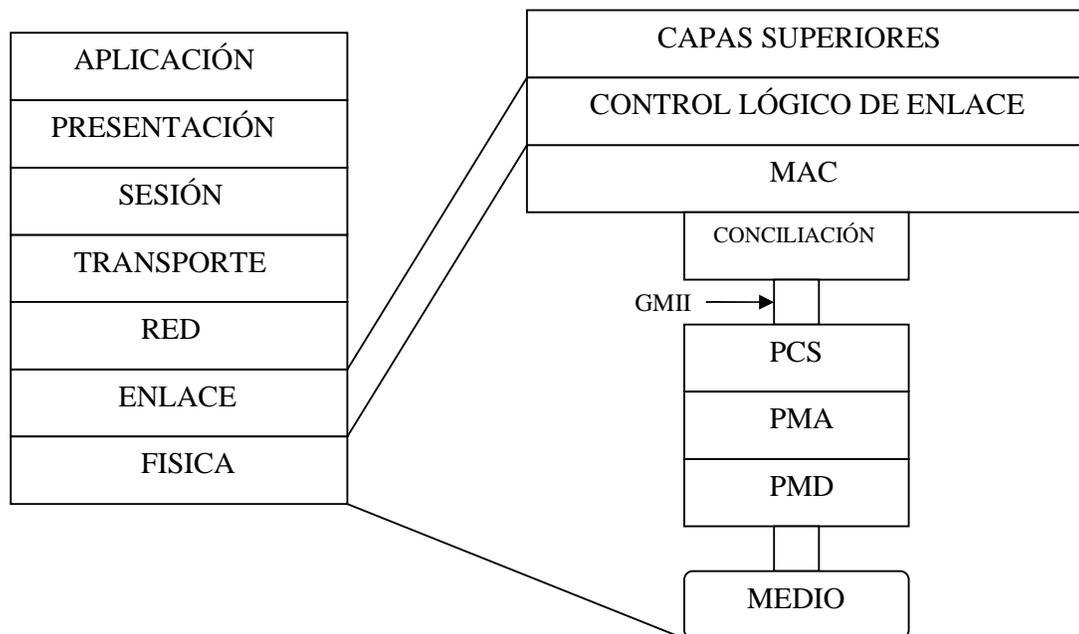 APLICACIÓN
PRESENTACIÓN
SESIÓN
TRANSPORTE
RED
ENLACE
FISICA
CAPAS SUPERIORES
CONTROL LÓGICO DE ENLACE
MAC
CONCILIACIÓN
GMII
PCS
PMA
PMD
MEDIO